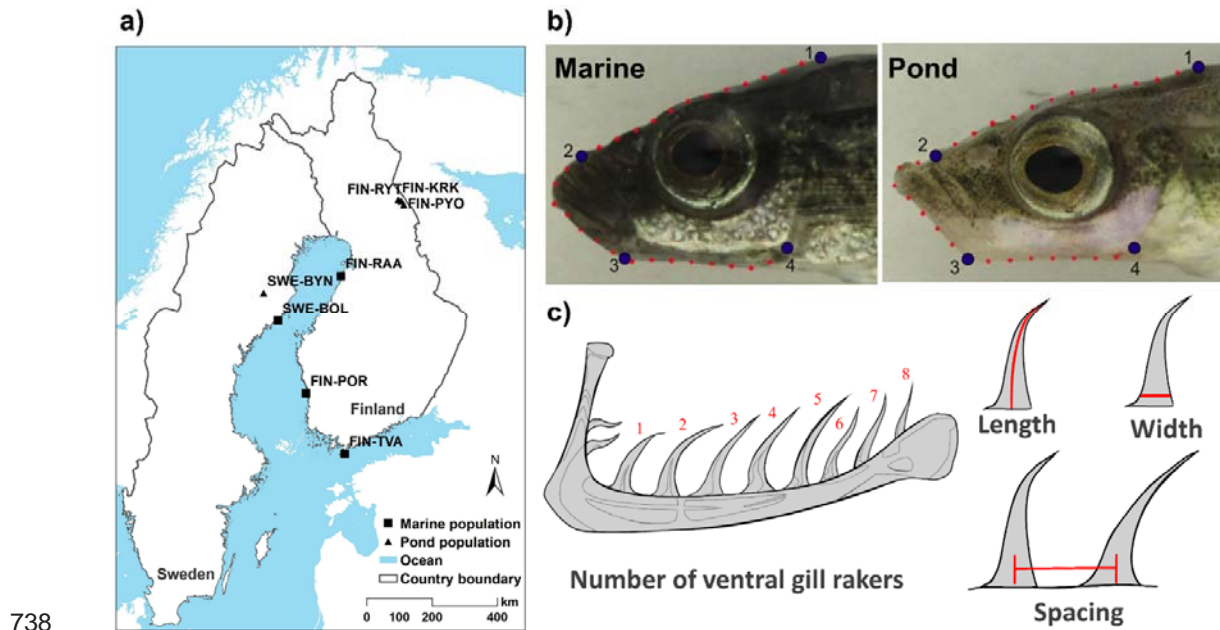 a)
FIN-RYT FIN-KRK
FIN-PYO
FIN-RAA
SWE-BYN
SWE-BOL
FIN-POR
Finland
FIN-TVA
N
Marine population
Pond population
Ocean
Country boundary
Sweden
km
0 100 200 400
b)
Marine
1
2
3
4
Pond
1
2
3
4
c)
1 2 3 4 5 6 7 8
Number of ventral gill rakers
Length
Width
Spacing
738